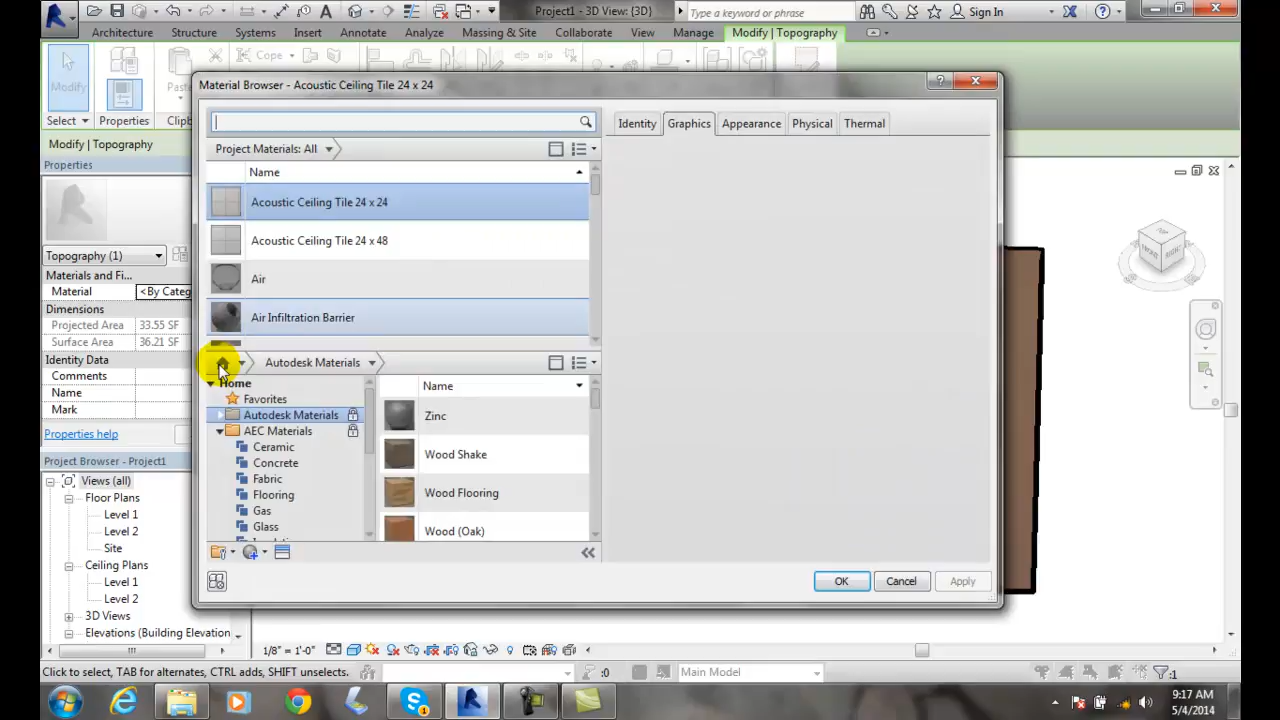 Project1 - 3D View: {3D}
Type a keyword or phrase
Sign In
Architecture
Structure
Systems
Insert
Annotate
Analyze
Massing & Site
Collaborate
View
Manage
Modify | Topography
Modify
Cope
Paste
Select
Properties
Clipb
Modify | Topography
Properties
Topography (1)
Materials and Fi...
Material
<By Categ
Dimensions
Projected Area
33.55 SF
Surface Area
36.21 SF
Identity Data
Comments
Name
Mark
Properties help
Project Browser - Project1
Views (all)
Floor Plans
Level 1
Level 2
Site
Ceiling Plans
Level 1
Level 2
3D Views
Elevations (Building Elevation
Material Browser - Acoustic Ceiling Tile 24 x 24
Project Materials: All
Name
Acoustic Ceiling Tile 24 x 24
Acoustic Ceiling Tile 24 x 48
Air
Air Infiltration Barrier
Autodesk Materials
Home
Favorites
Autodesk Materials
AEC Materials
Ceramic
Concrete
Fabric
Flooring
Gas
Glass
Name
Zinc
Wood Shake
Wood Flooring
Wood (Oak)
Identity
Graphics
Appearance
Physical
Thermal
OK
Cancel
Apply
FRONT
RIGHT
1/8" = 1'-0"
Click to select, TAB for alternates, CTRL adds, SHIFT unselects.
:0
Main Model
:1
9:17 AM
5/4/2014